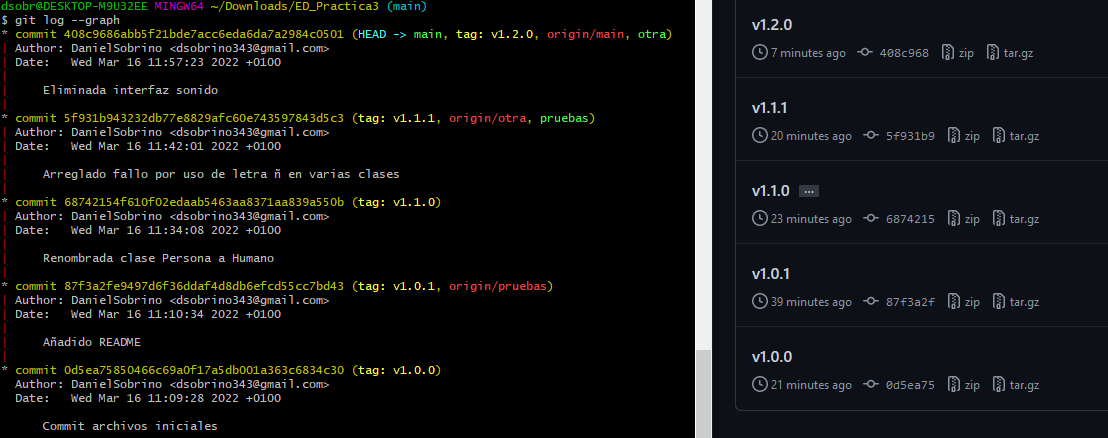 dsobr@DESKTOP-M9U32EE MINGW64 ~/Downloads/ED_Practica3 (main)
$ git log --graph
* commit 408c9686abb5f21bde7acc6eda6da7a2984c0501 (HEAD -> main, tag: v1.2.0, origin/main, otra)
| Author: DanielSobrino <dsobrino343@gmail.com>
| Date:   Wed Mar 16 11:57:23 2022 +0100
|
|     Eliminada interfaz sonido
|
* commit 5f931b943232db77e8829afc60e743597843d5c3 (tag: v1.1.1, origin/otra, pruebas)
| Author: DanielSobrino <dsobrino343@gmail.com>
| Date:   Wed Mar 16 11:42:01 2022 +0100
|
|     Arreglado fallo por uso de letra ñ en varias clases
|
* commit 68742154f610f02edaab5463aa8371aa839a550b (tag: v1.1.0)
| Author: DanielSobrino <dsobrino343@gmail.com>
| Date:   Wed Mar 16 11:34:08 2022 +0100
|
|     Renombrada clase Persona a Humano
|
* commit 87f3a2fe9497d6f36ddaf4d8db6efcd55cc7bd43 (tag: v1.0.1, origin/pruebas)
| Author: DanielSobrino <dsobrino343@gmail.com>
| Date:   Wed Mar 16 11:10:34 2022 +0100
|
|     Añadido README
|
* commit 0d5ea75850466c69a0f17a5db001a363c6834c30 (tag: v1.0.0)
  Author: DanielSobrino <dsobrino343@gmail.com>
  Date:   Wed Mar 16 11:09:28 2022 +0100

      Commit archivos iniciales
v1.2.0
7 minutes ago 408c968 zip tar.gz
v1.1.1
20 minutes ago 5f931b9 zip tar.gz
v1.1.0 ...
23 minutes ago 6874215 zip tar.gz
v1.0.1
39 minutes ago 87f3a2f zip tar.gz
v1.0.0
21 minutes ago 0d5ea75 zip tar.gz